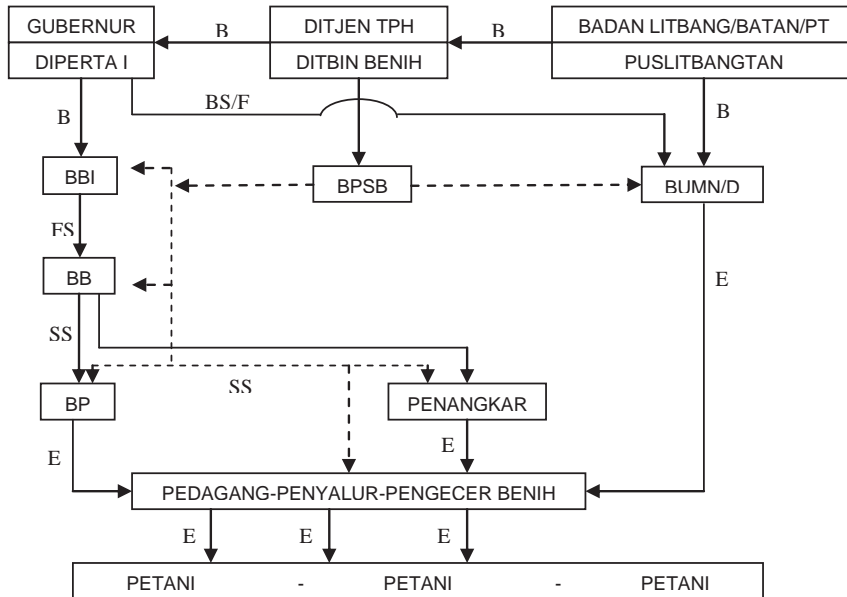 GUBERNUR B DITJEN TPH B BADAN LITBANG/BATAN/PT
DIPERTA I DITBIN BENIH PUSLITBANGTAN
BS/F
B B
BBI BPSB BUMN/D
FS
BB
E
SS
SS
BP PENANGKAR
E E
PEDAGANG-PENYALUR-PENGECER BENIH
E E E
PETANI - PETANI - PETANI